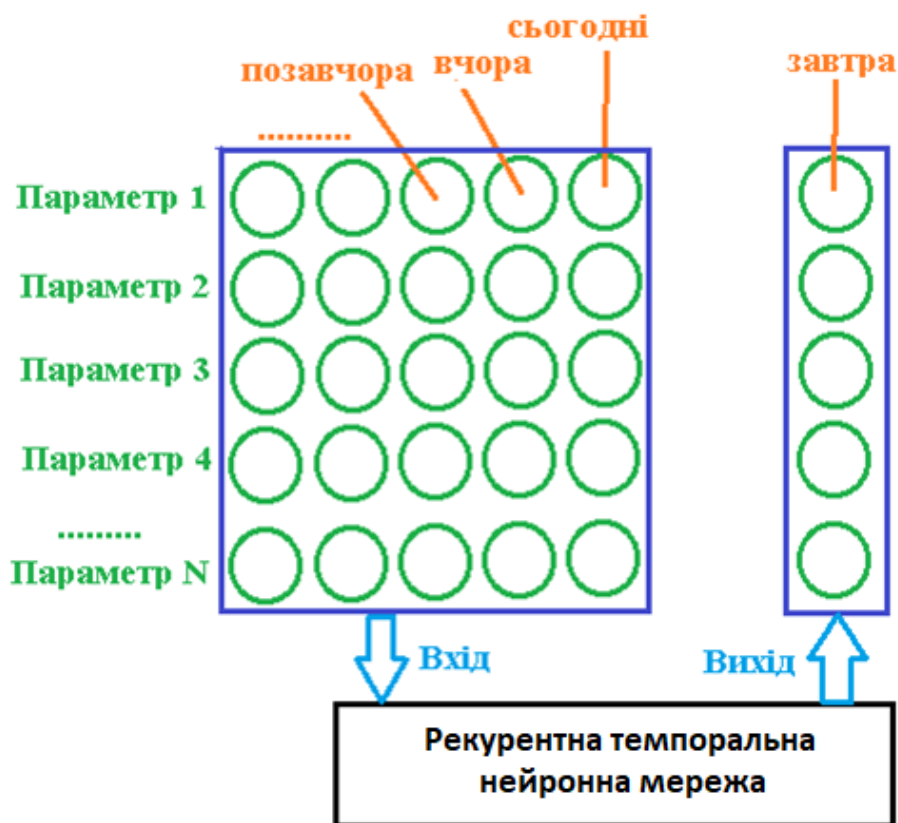 сьогодні
позавчора вчора
завтра
..........
Параметр 1
Параметр 2
Параметр 3
Параметр 4
.........
Параметр N
Вхід
Вихід
Рекурентна темпоральна
нейронна мережа